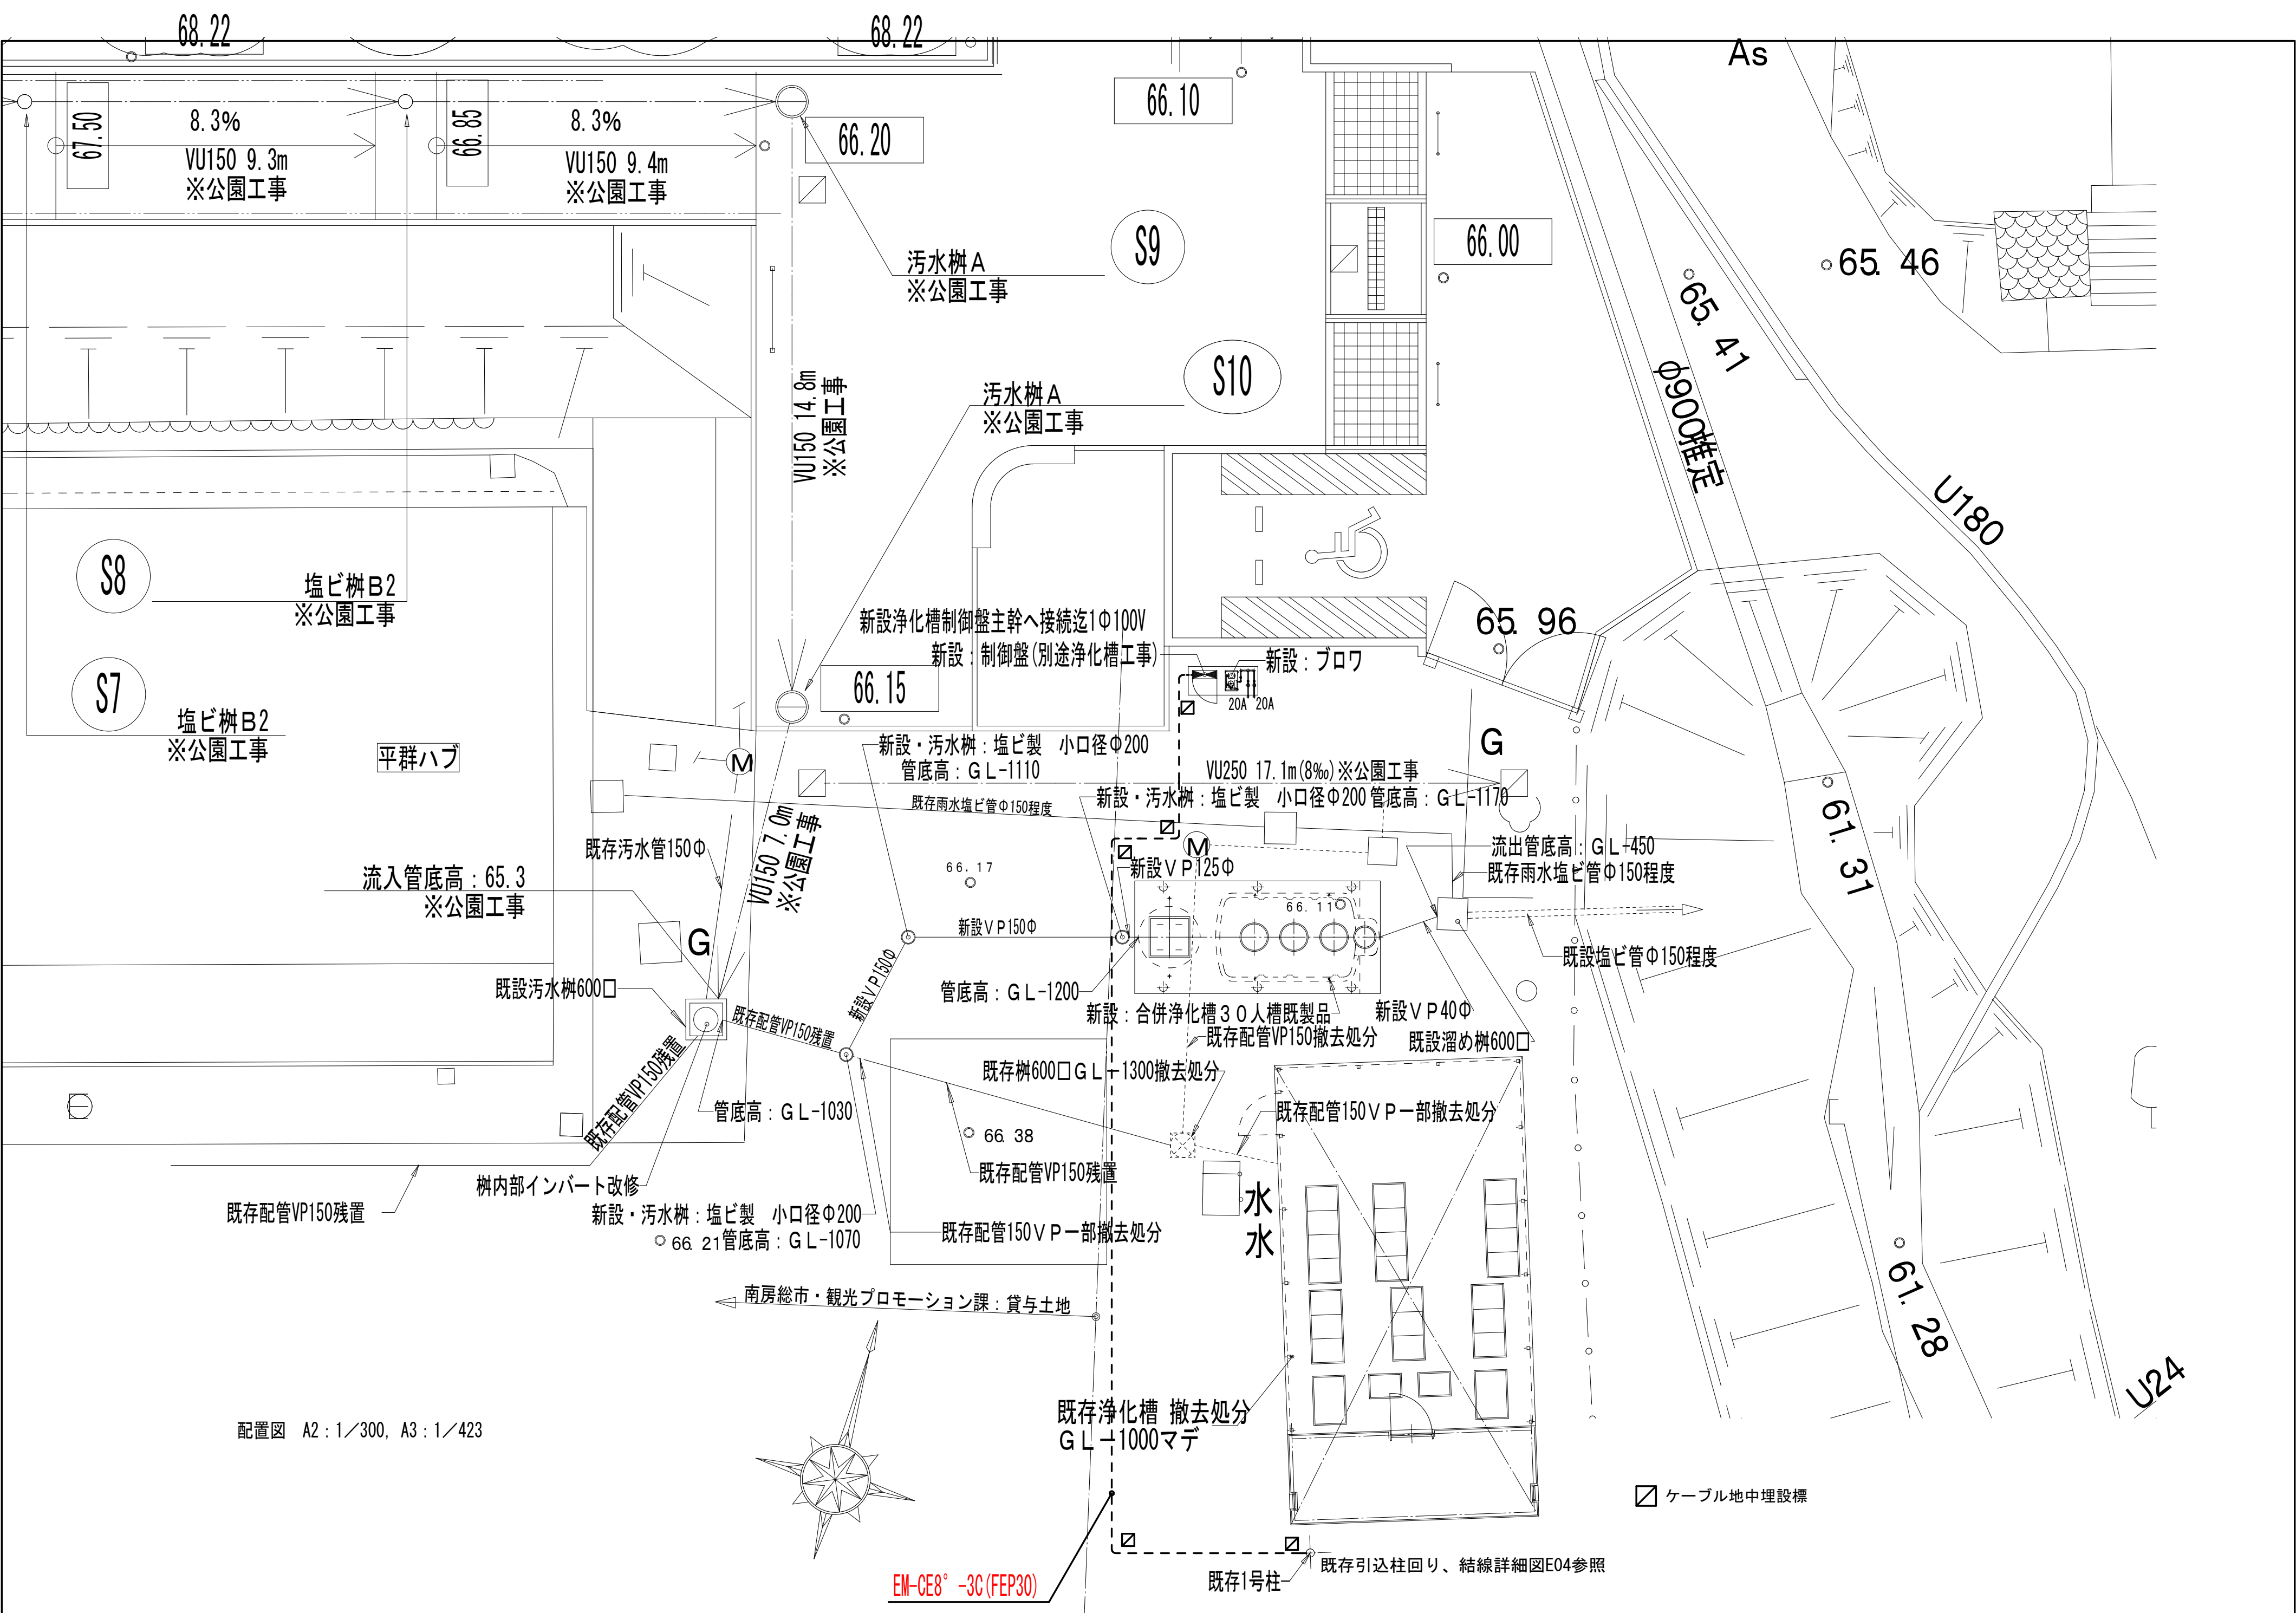 68.22
68.22
As
67.50
8.3%
VU150 9.3m
※公園工事
66.85
8.3%
VU150 9.4m
※公園工事
66.20
66.10
汚水桝A
※公園工事
S9
66.00
65.41
65.46
S10
汚水桝A
※公園工事
VU150 14.8m
※公園工事
φ900推定
U180
S8
塩ビ桝B2
※公園工事
S7
塩ビ桝B2
※公園工事
平群ハブ
新設浄化槽制御盤主幹へ接続迄1Φ100V
新設：制御盤(別途浄化槽工事)
新設：ブロワ
20A 20A
65.96
66.15
M
新設・汚水桝：塩ビ製　小口径Φ200
管底高：GL-1110
VU250 17.1m(8‰)※公園工事
G
新設・汚水桝：塩ビ製　小口径Φ200 管底高：GL-1170
既存雨水塩ビ管Φ150程度
既存汚水管150Φ
VU150 7.0m
※公園工事
66.17
M
新設VP125Φ
流出管底高：GL-450
既存雨水塩ビ管Φ150程度
61.31
流入管底高：65.3
※公園工事
66.11
新設VP150Φ
G
既設塩ビ管Φ150程度
既設汚水桝600口
既存配管VP150残置
新設VP150Φ
管底高：GL-1200
新設：合併浄化槽30人槽既製品
新設VP40Φ
既存配管VP150撤去処分
既設溜め桝600口
既存配管VP150残置
既存桝600口GL-1300撤去処分
管底高：GL-1030
既存配管150VP一部撤去処分
66.38
既存配管VP150残置
桝内部インバート改修
既存配管VP150残置
新設・汚水桝：塩ビ製　小口径Φ200
66.21
管底高：GL-1070
既存配管150VP一部撤去処分
水
水
61.28
南房総市・観光プロモーション課：貸与土地
U24
既存浄化槽 撤去処分
GL-1000マデ
配置図　A2：1／300, A3：1／423
ケーブル地中埋設標
EM-CE8°-3C(FEP30)
既存1号柱
既存引込柱回り、結線詳細図E04参照